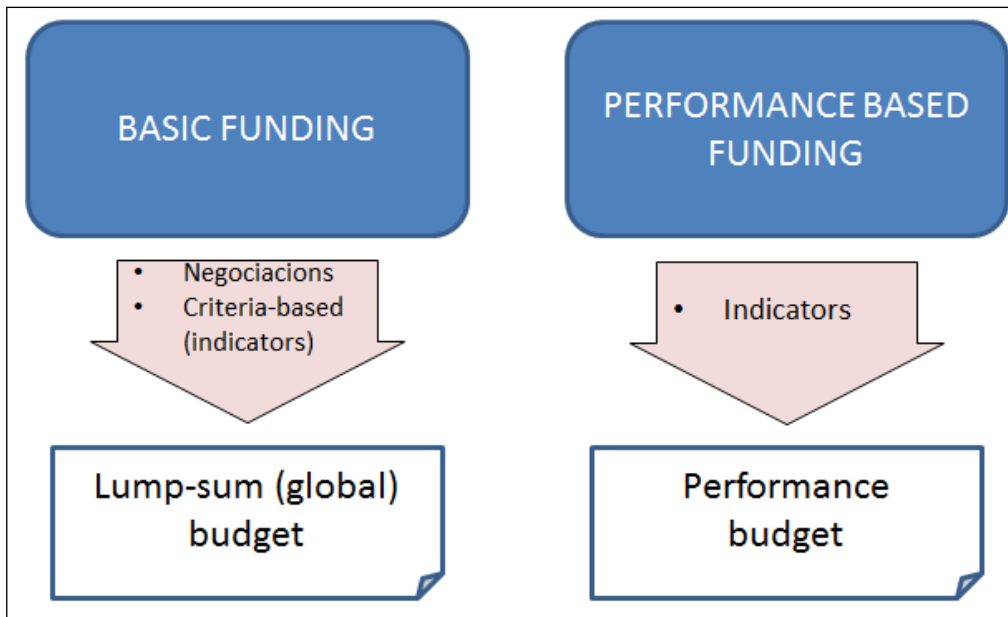 BASIC FUNDING
• Negociacions
• Criteria-based
(indicators)
Lump-sum (global)
budget
PERFORMANCE BASED
FUNDING
• Indicators
Performance
budget